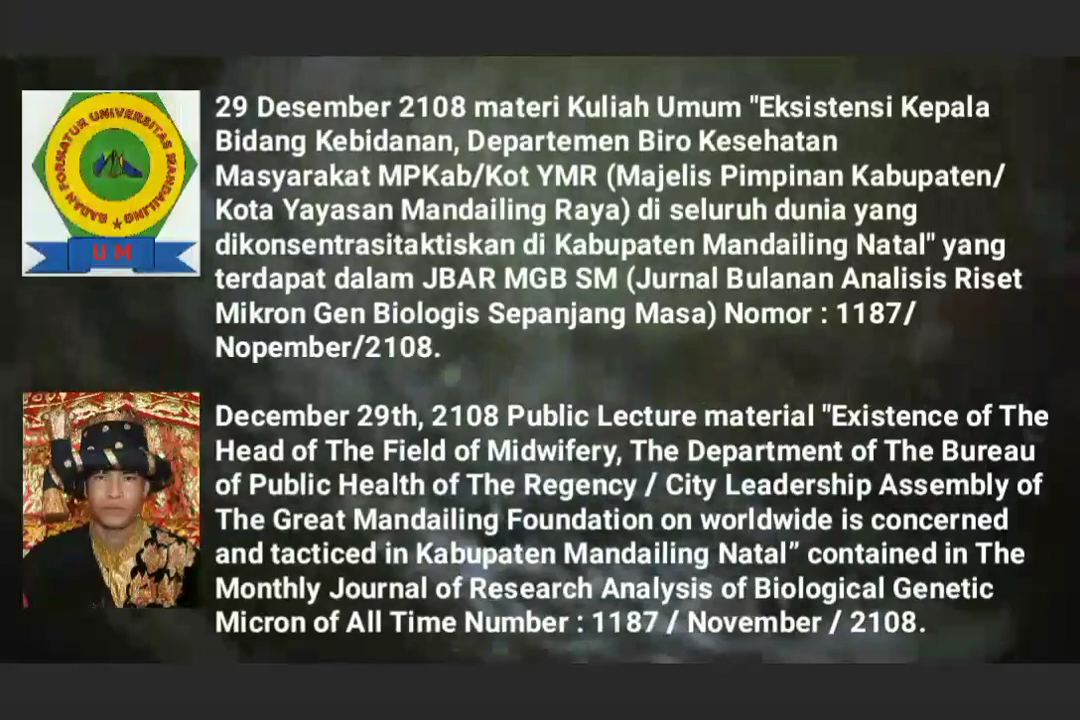 BADAN FORMATUR UNIVERSITAS MANDAILING
UM
29 Desember 2108 materi Kuliah Umum "Eksistensi Kepala
Bidang Kebidanan, Departemen Biro Kesehatan
Masyarakat MPKab/Kot YMR (Majelis Pimpinan Kabupaten/
Kota Yayasan Mandailing Raya) di seluruh dunia yang
dikonsentrasitaktiskan di Kabupaten Mandailing Natal" yang
terdapat dalam JBAR MGB SM (Jurnal Bulanan Analisis Riset
Mikron Gen Biologis Sepanjang Masa) Nomor : 1187/
Nopember/2108.
December 29th, 2108 Public Lecture material "Existence of The
Head of The Field of Midwifery, The Department of The Bureau
of Public Health of The Regency / City Leadership Assembly of
The Great Mandailing Foundation on worldwide is concerned
and tacticed in Kabupaten Mandailing Natal” contained in The
Monthly Journal of Research Analysis of Biological Genetic
Micron of All Time Number : 1187 / November / 2108.